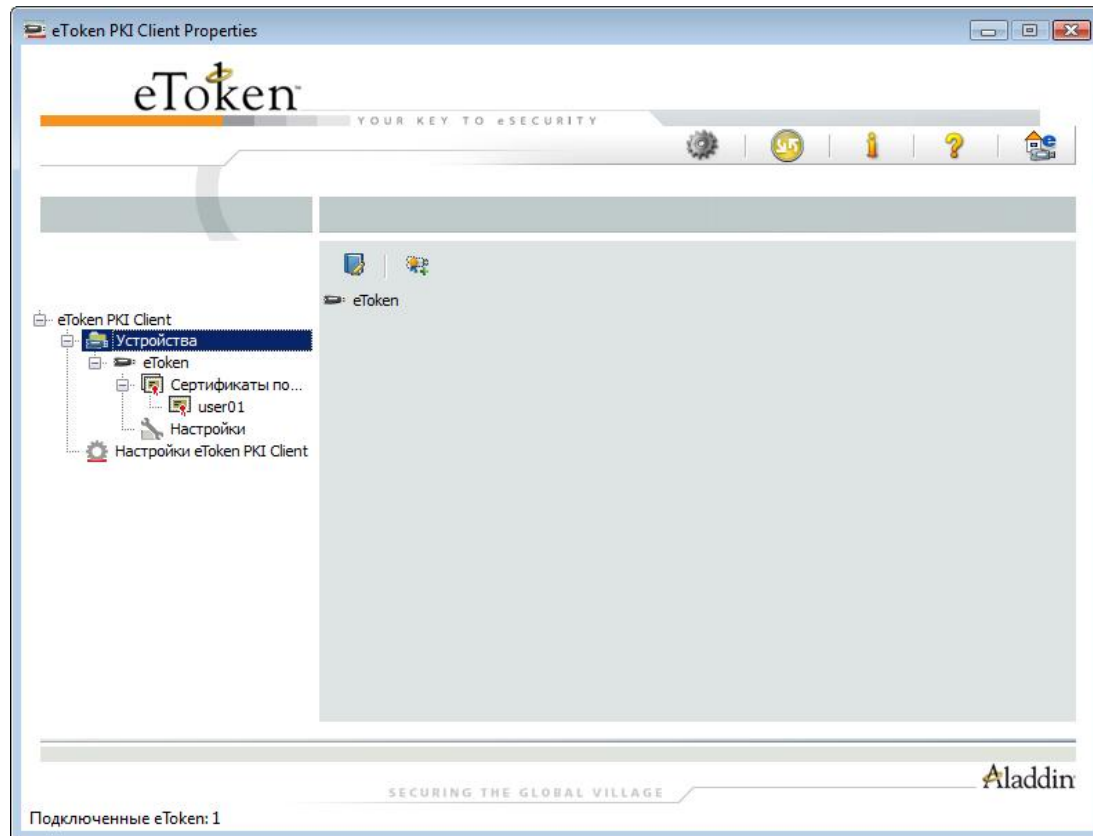 eToken PKI Client Properties
eToken™
YOUR KEY TO eSECURITY
eToken
eToken PKI Client
Устройства
eToken
Сертификаты по...
user01
Настройки
Настройки eToken PKI Client
SECURING THE GLOBAL VILLAGE
Aladdin
Подключенные eToken: 1